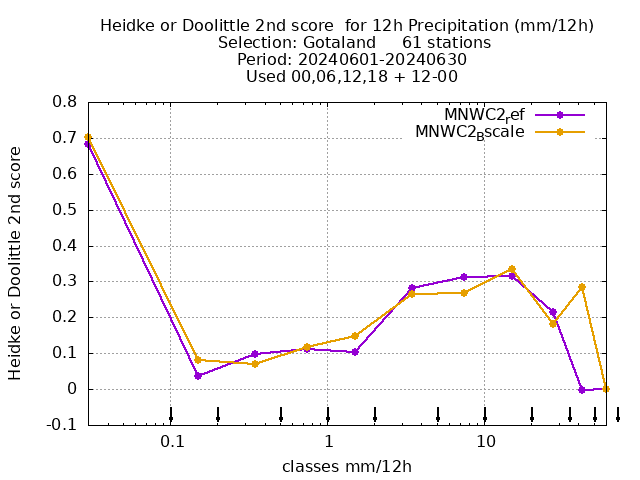 Heidke or Doolittle 2nd score  for 12h Precipitation (mm/12h)
Selection: Gotaland     61 stations
Period: 20240601-20240630
Used 00,06,12,18 + 12-00
MNWC2ref
MNWC2Bscale
0.8
0.7
0.6
0.5
0.4
0.3
0.2
0.1
0
-0.1
Heidke or Doolittle 2nd score
0.1
1
10
classes mm/12h